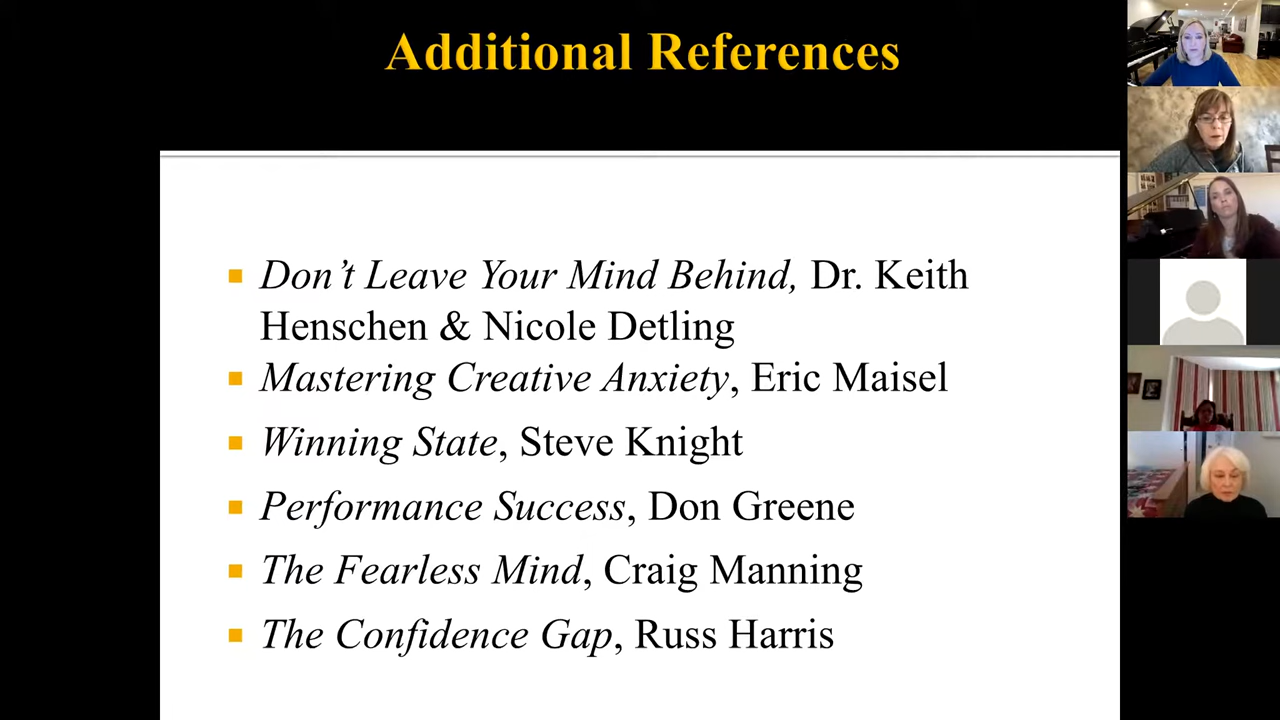 Additional References
Don’t Leave Your Mind Behind, Dr. Keith
Henschen & Nicole Detling
Mastering Creative Anxiety, Eric Maisel
Winning State, Steve Knight
Performance Success, Don Greene
The Fearless Mind, Craig Manning
The Confidence Gap, Russ Harris